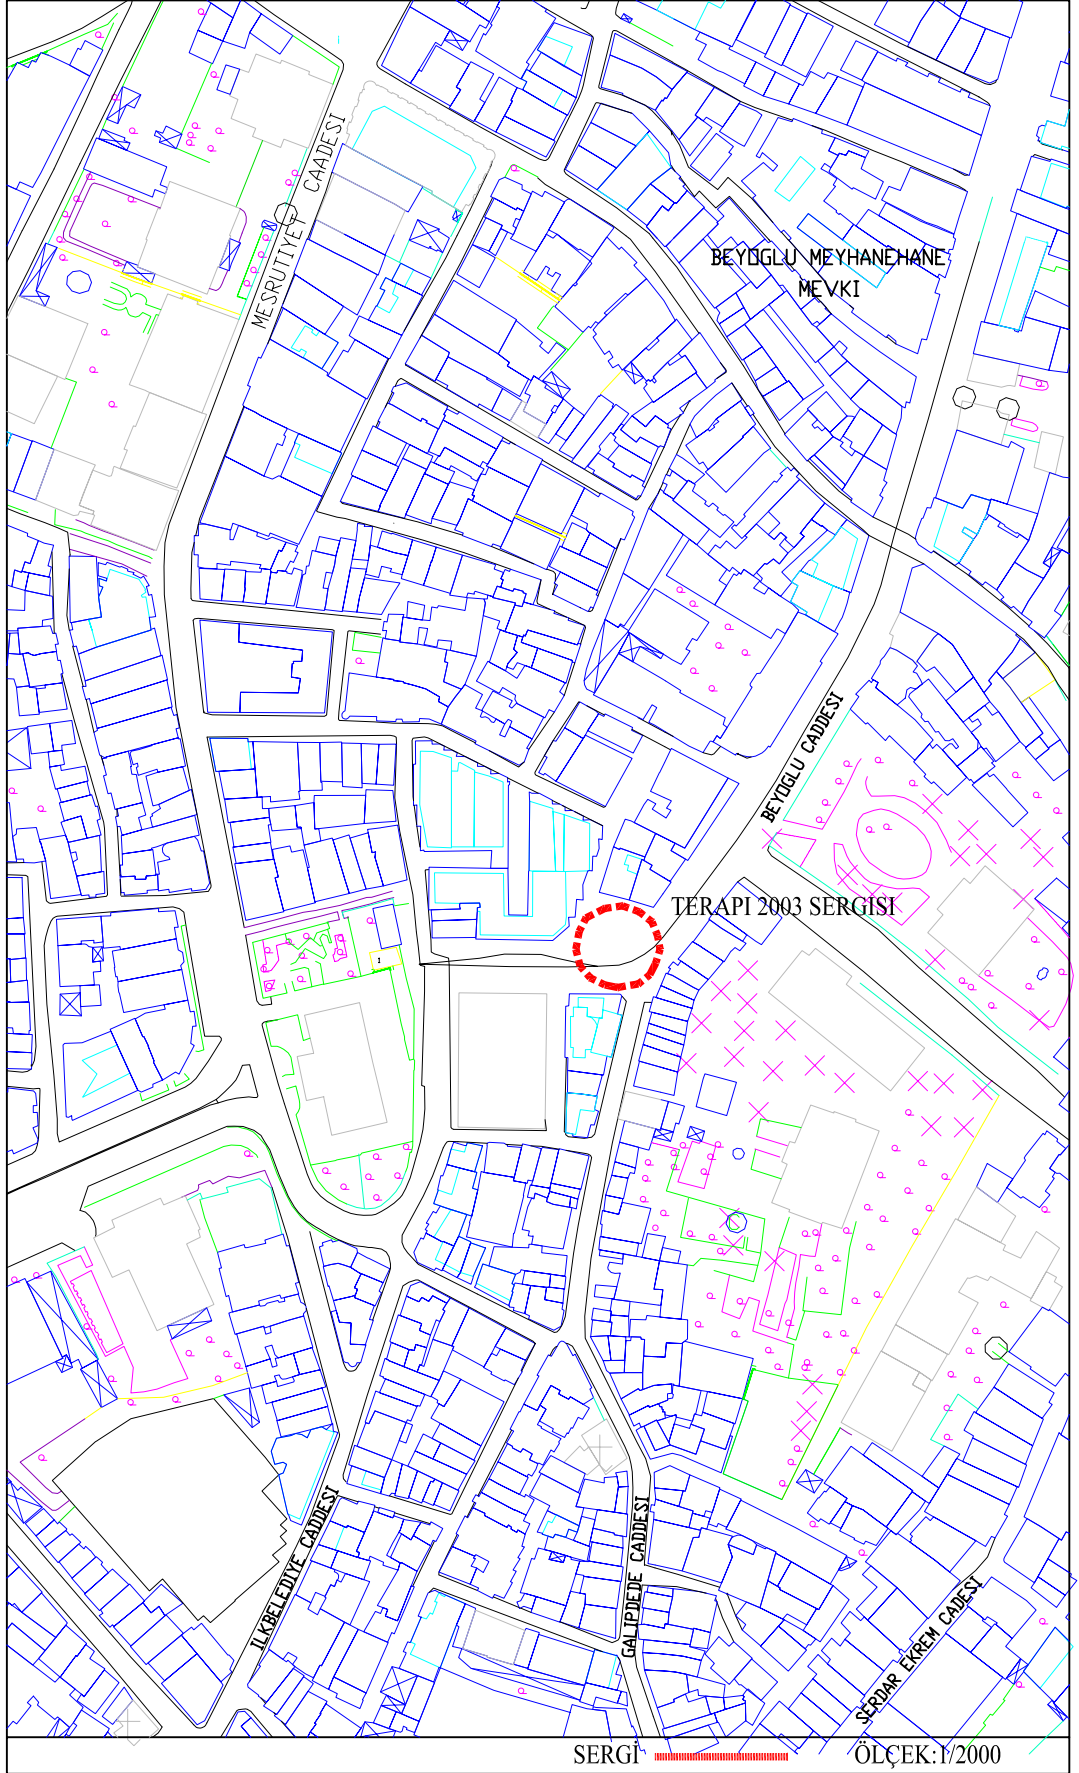 MESRUTIYET CAADESI
BEYOGLU MEYHANEHANE
MEVKI
BEYOGLU CADDESI
TERAPI 2003 SERGISI
ILKBELEDIYE CADDESI
GALIPDEDE CADDESI
SERDAR EKREM CADESI
SERGİ
ÖLÇEK:1/2000